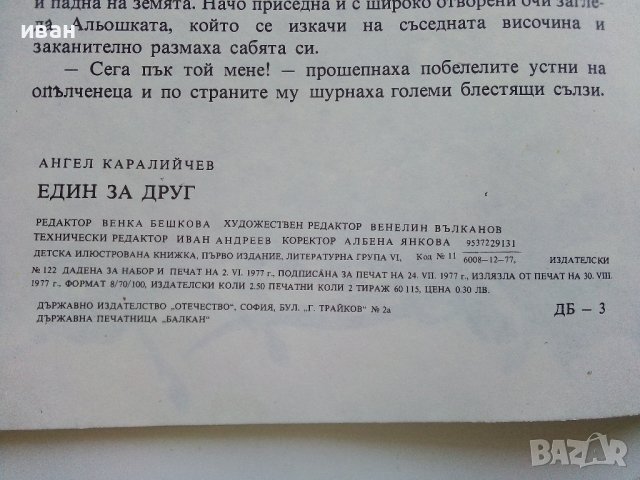 и падна на земята. Начо приседна и с широко отворени очи загле-
да Альошката, който се изкачи на съседната височина и
заканително размаха сабята си.
— Сега пък той мене! — прошепнаха побелелите устни на
опълченеца и по страните му шурнаха големи блестящи сълзи.
АНГЕЛ КАРАЛИЙЧЕВ
ЕДИН ЗА ДРУГ
РЕДАКТОР ВЕНКА БЕШКОВА ХУДОЖЕСТВЕН РЕДАКТОР ВЕНЕЛИН ВЪЛКАНОВ
ТЕХНИЧЕСКИ РЕДАКТОР ИВАН АНДРЕЕВ КОРЕКТОР АЛБЕНА ЯНКОВА 9537229131
ДЕТСКА ИЛЮСТРОВАНА КНИЖКА, ПЪРВО ИЗДАНИЕ, ЛИТЕРАТУРНА ГРУПА VI, Код № 11 6008-12-77, ИЗДАТЕЛСКИ
№ 122 ДАДЕНА ЗА НАБОР И ПЕЧАТ НА 2. VI. 1977 г., ПОДПИСАНА ЗА ПЕЧАТ НА 24. VII. 1977 г., ИЗЛЯЗЛА ОТ ПЕЧАТ НА 30. VIII.
1977 г., ФОРМАТ 8/70/100, ИЗДАТЕЛСКИ КОЛИ 2.50 ПЕЧАТНИ КОЛИ 2 ТИРАЖ 60 115, ЦЕНА 0.30 ЛВ.
ДЪРЖАВНО ИЗДАТЕЛСТВО „ОТЕЧЕСТВО", СОФИЯ, БУЛ. „Г. ТРАЙКОВ" № 2а ДБ – 3
ДЪРЖАВНА ПЕЧАТНИЦА „БАЛКАН"
иван
BAZAR